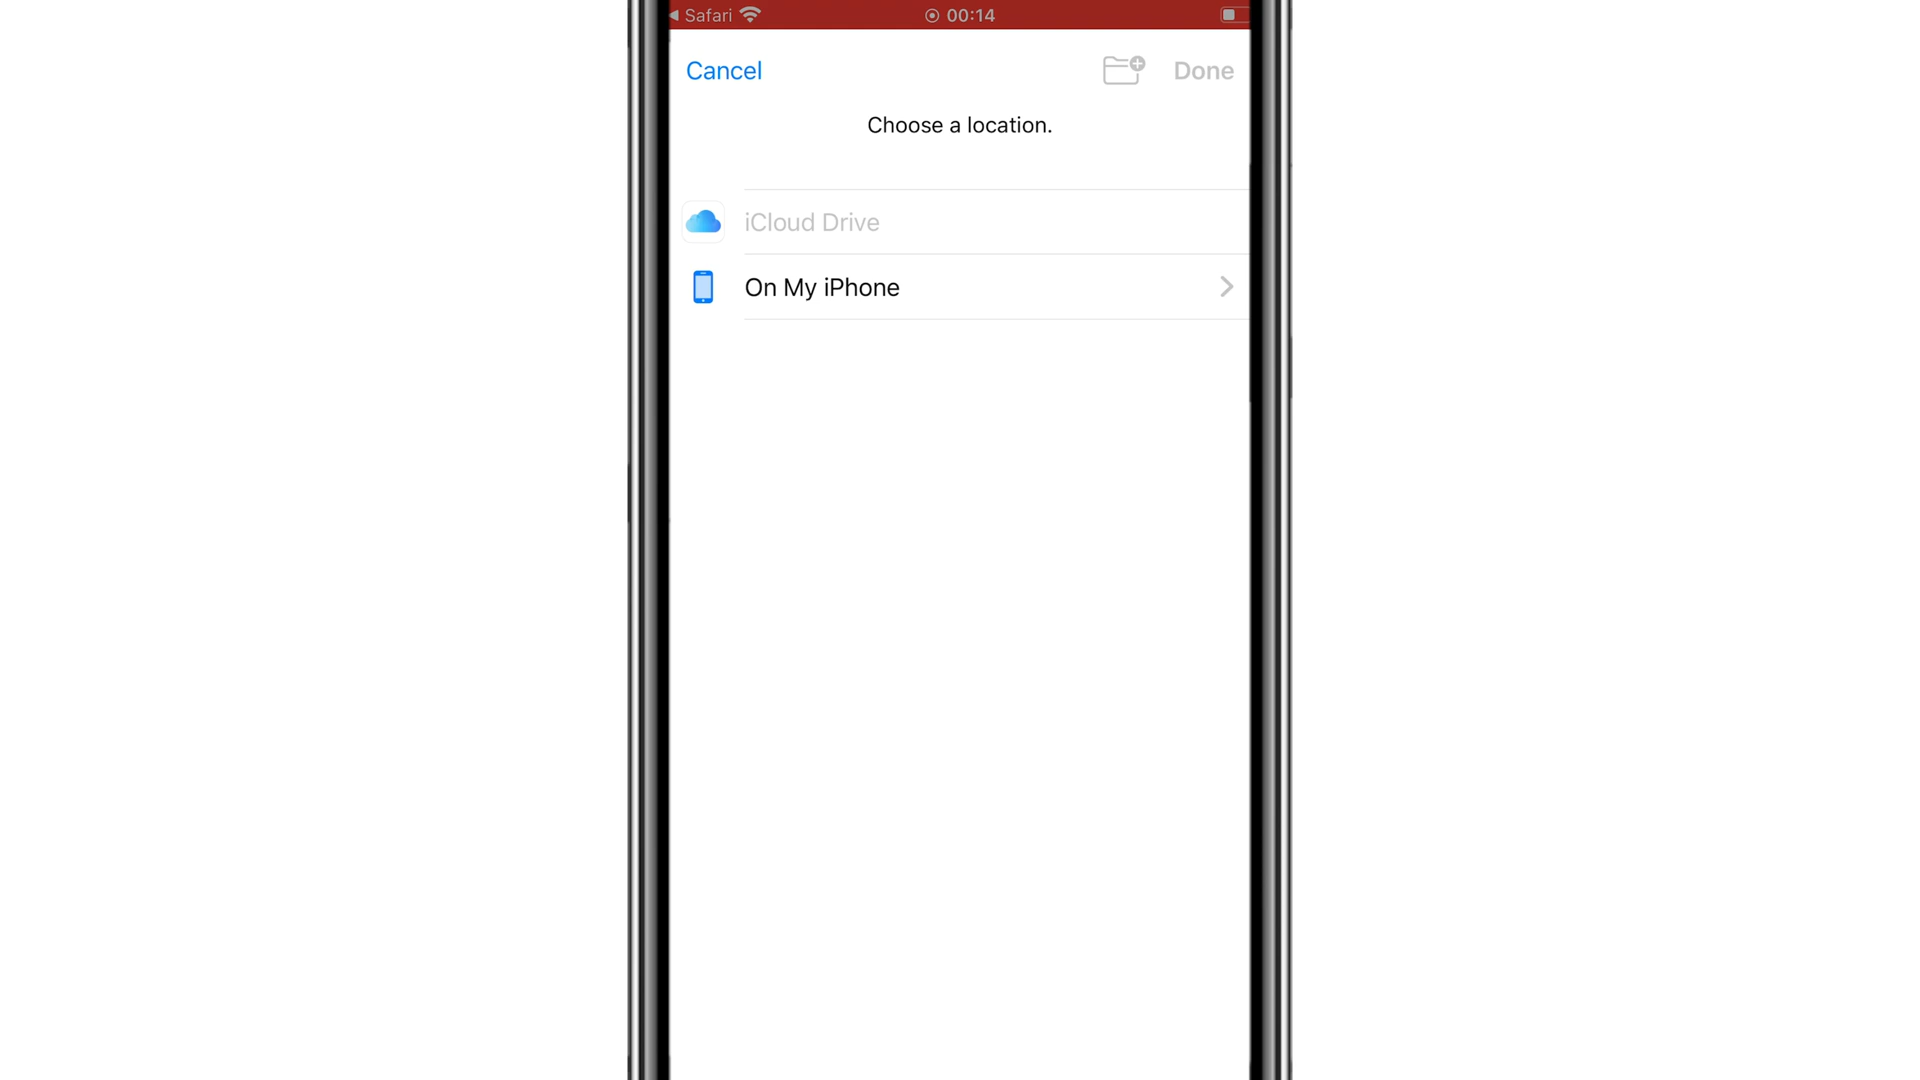 Safari 00:14
Cancel Done
Choose a location.
iCloud Drive
On My iPhone